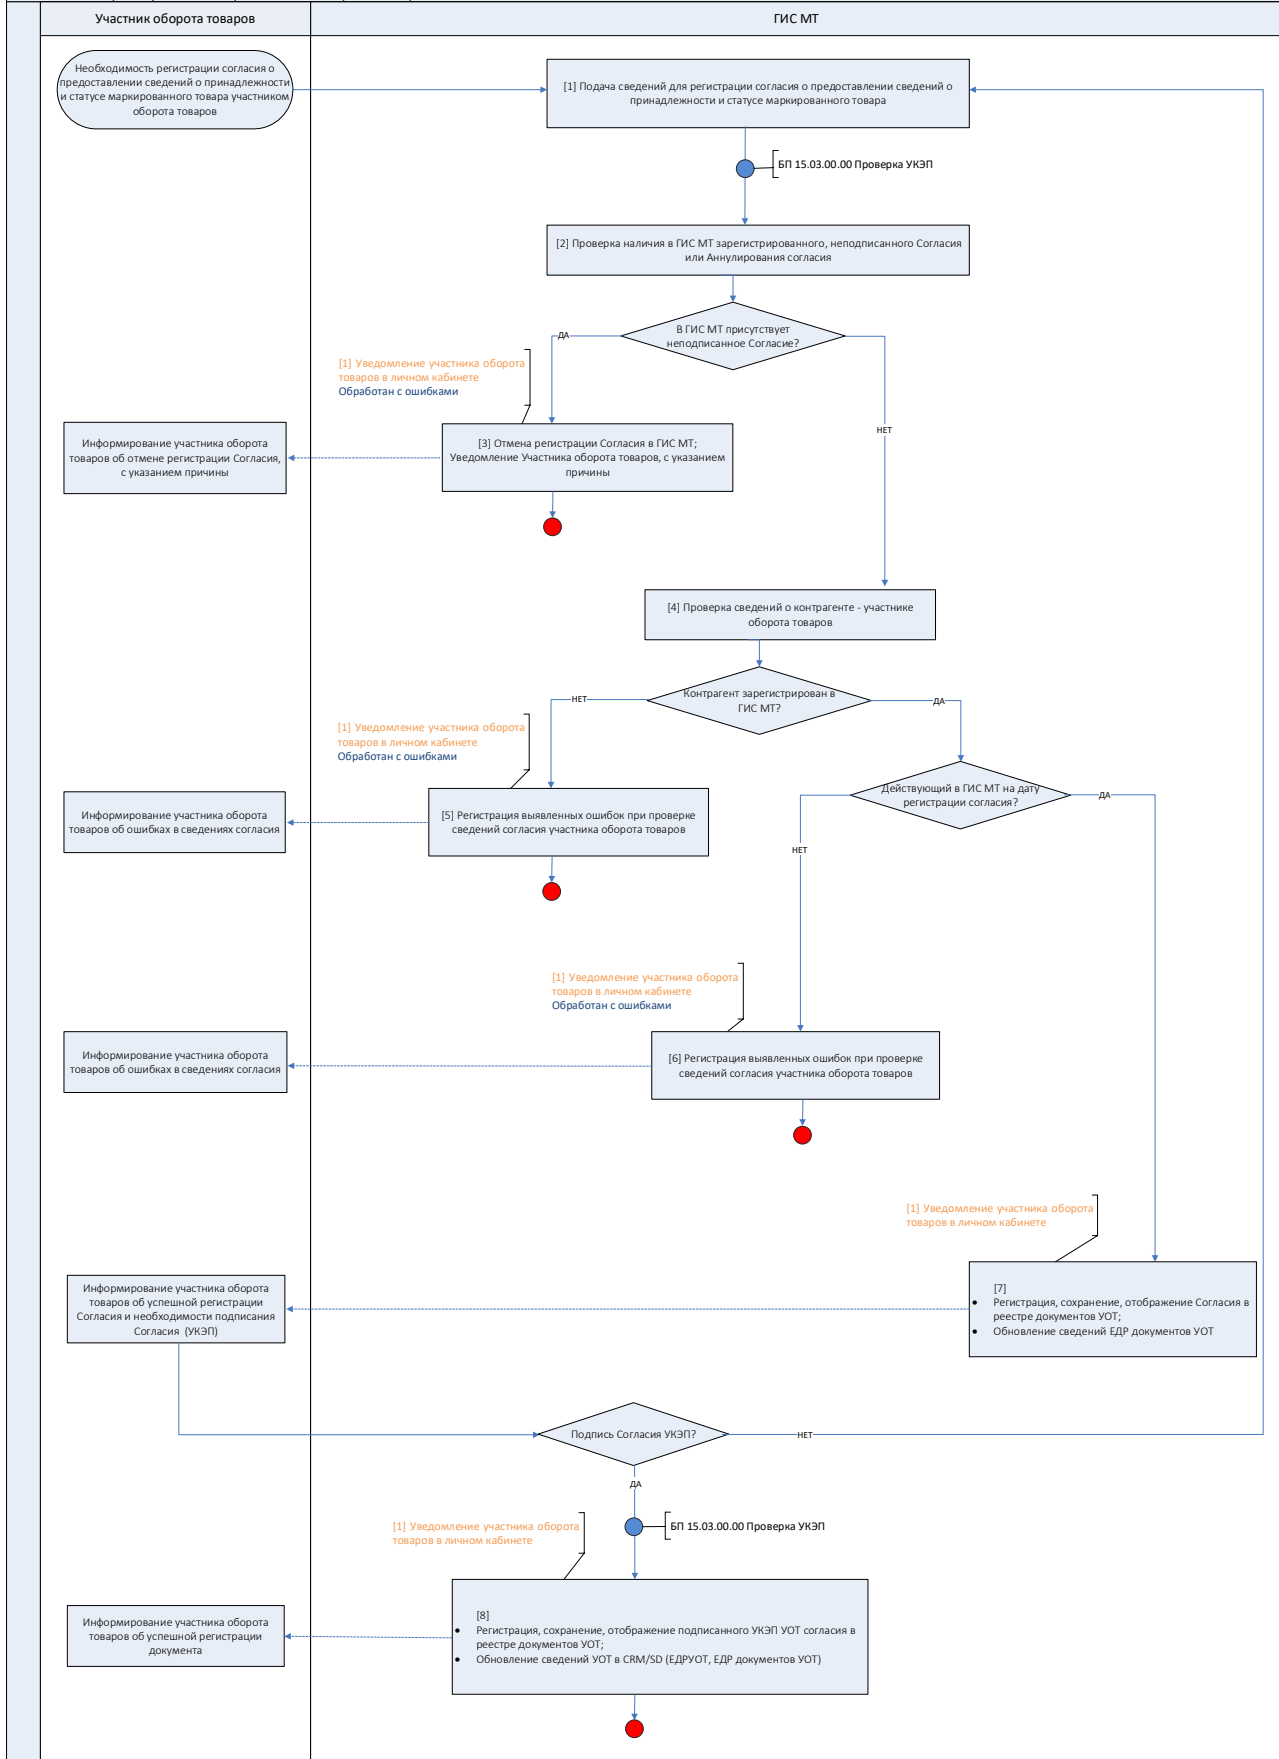 Участник оборота товаров
ГИС МТ
Необходимость регистрации согласия о
предоставлении сведений о принадлежности
и статусе маркированного товара участником
оборота товаров
[1] Подача сведений для регистрации согласия о предоставлении сведений о
принадлежности и статусе маркированного товара
БП 15.03.00.00 Проверка УКЭП
[2] Проверка наличия в ГИС МТ зарегистрированного, неподписанного Согласия
или Аннулирования согласия
В ГИС МТ присутствует
неподписанное Согласие?
ДА
НЕТ
[1] Уведомление участника оборота
товаров в личном кабинете
Обработан с ошибками
Информирование участника оборота
товаров об отмене регистрации Согласия,
с указанием причины
[3] Отмена регистрации Согласия в ГИС МТ;
Уведомление Участника оборота товаров, с указанием
причины
[4] Проверка сведений о контрагенте - участнике
оборота товаров
Контрагент зарегистрирован в
ГИС МТ?
НЕТ
ДА
[1] Уведомление участника оборота
товаров в личном кабинете
Обработан с ошибками
Действующий в ГИС МТ на дату
регистрации согласия?
ДА
НЕТ
Информирование участника оборота
товаров об ошибках в сведениях согласия
[5] Регистрация выявленных ошибок при проверке
сведений согласия участника оборота товаров
[1] Уведомление участника оборота
товаров в личном кабинете
Обработан с ошибками
Информирование участника оборота
товаров об ошибках в сведениях согласия
[6] Регистрация выявленных ошибок при проверке
сведений согласия участника оборота товаров
[1] Уведомление участника оборота
товаров в личном кабинете
Информирование участника оборота
товаров об успешной регистрации
Согласия и необходимости подписания
Согласия (УКЭП)
[7]
• Регистрация, сохранение, отображение Согласия в
реестре документов УОТ;
• Обновление сведений ЕДР документов УОТ
Подпись Согласия УКЭП?
НЕТ
ДА
БП 15.03.00.00 Проверка УКЭП
[1] Уведомление участника оборота
товаров в личном кабинете
Информирование участника оборота
товаров об успешной регистрации
документа
[8]
• Регистрация, сохранение, отображение подписанного УКЭП УОТ согласия в
реестре документов УОТ;
• Обновление сведений УОТ в CRM/SD (ЕДРУОТ, ЕДР документов УОТ)